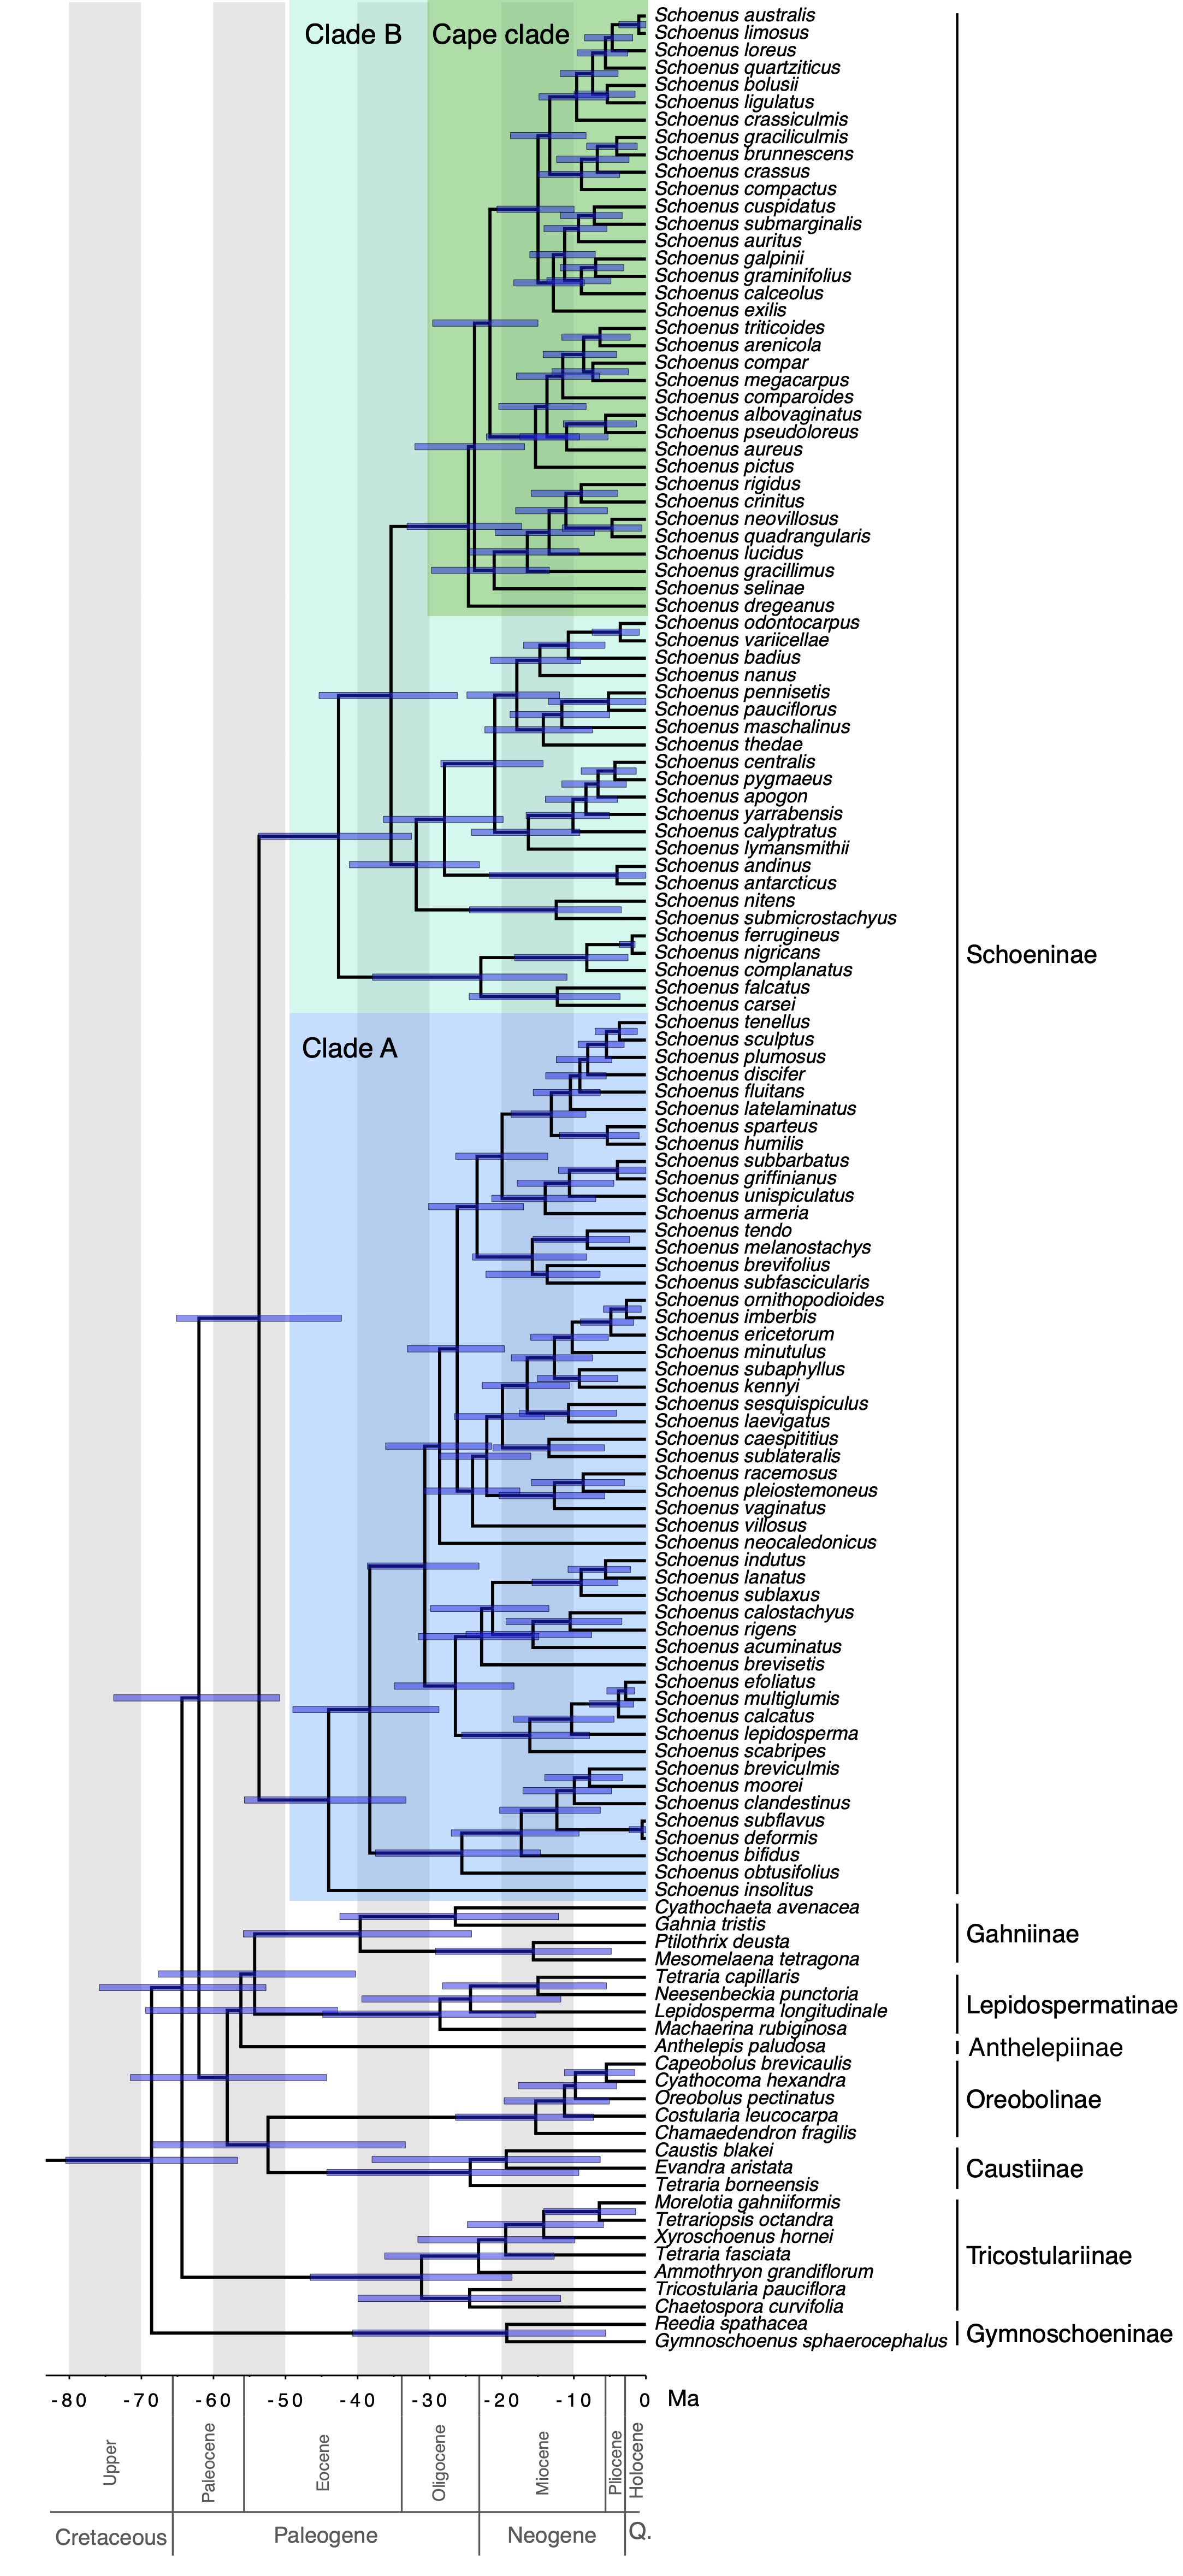 Clade B
Cape clade
Schoenus australis
Schoenus limosus
Schoenus loreus
Schoenus quartziticus
Schoenus bolusii
Schoenus ligulatus
Schoenus crassiculmis
Schoenus graciliculmis
Schoenus brunnescens
Schoenus crassus
Schoenus compactus
Schoenus cuspidatus
Schoenus submarginalis
Schoenus auritus
Schoenus galpinii
Schoenus graminifolius
Schoenus calceolus
Schoenus exilis
Schoenus triticoides
Schoenus arenicola
Schoenus compar
Schoenus megacarpus
Schoenus comparoides
Schoenus albovaginatus
Schoenus pseudoloreus
Schoenus aureus
Schoenus pictus
Schoenus rigidus
Schoenus crinitus
Schoenus neovillosus
Schoenus quadrangularis
Schoenus lucidus
Schoenus gracillimus
Schoenus selinae
Schoenus dregeanus
Schoenus odontocarpus
Schoenus variicellae
Schoenus badius
Schoenus nanus
Schoenus pennisetis
Schoenus pauciflorus
Schoenus maschalinus
Schoenus thedae
Schoenus centralis
Schoenus pygmaeus
Schoenus apogon
Schoenus yarrabensis
Schoenus calyptratus
Schoenus lymansmithii
Schoenus andinus
Schoenus antarcticus
Schoenus nitens
Schoenus submicrostachyus
Schoenus ferrugineus
Schoenus nigricans
Schoenus complanatus
Schoenus falcatus
Schoenus carsei
Schoeninae
Clade A
Schoenus tenellus
Schoenus sculptus
Schoenus plumosus
Schoenus discifer
Schoenus fluitans
Schoenus latelaminatus
Schoenus sparteus
Schoenus humilis
Schoenus subbarbatus
Schoenus griffinianus
Schoenus unispiculatus
Schoenus armeria
Schoenus tendo
Schoenus melanostachys
Schoenus brevifolius
Schoenus subfascicularis
Schoenus ornithopodioides
Schoenus imberbis
Schoenus ericetorum
Schoenus minutulus
Schoenus subaphyllus
Schoenus kennyi
Schoenus sesquispiculus
Schoenus laevigatus
Schoenus caespititius
Schoenus sublateralis
Schoenus racemosus
Schoenus pleiostemoneus
Schoenus vaginatus
Schoenus villosus
Schoenus neocaledonicus
Schoenus indutus
Schoenus lanatus
Schoenus sublaxus
Schoenus calostachyus
Schoenus rigens
Schoenus acuminatus
Schoenus brevisetis
Schoenus efoliatus
Schoenus multiglumis
Schoenus calcatus
Schoenus lepidosperma
Schoenus scabripes
Schoenus breviculmis
Schoenus moorei
Schoenus clandestinus
Schoenus subflavus
Schoenus deformis
Schoenus bifidus
Schoenus obtusifolius
Schoenus insolitus
Cyathochaeta avenacea
Gahnia tristis
Ptilothrix deusta
Mesomelaena tetragona
Gahniinae
Tetraria capillaris
Neesenbeckia punctoria
Lepidosperma longitudinale
Machaerina rubiginosa
Lepidospermatinae
Anthelepis paludosa
Anthelepiinae
Capeobolus brevicaulis
Cyathocoma hexandra
Oreobolus pectinatus
Costularia leucocarpa
Chamaedendron fragilis
Oreobolinae
Caustis blakei
Evandra aristata
Tetraria borneensis
Caustiinae
Morelotia gahniiformis
Tetrariopsis octandra
Xyroschoenus hornei
Tetraria fasciata
Ammothryon grandiflorum
Tricostularia pauciflora
Chaetospora curvifolia
Tricostulariinae
Reedia spathacea
Gymnoschoenus sphaerocephalus
Gymnoschoeninae
-80 -70 -60 -50 -40 -30 -20 -10 0 Ma
Upper Paleocene Eocene Oligocene Miocene Pliocene Holocene
Cretaceous Paleogene Neogene Q.